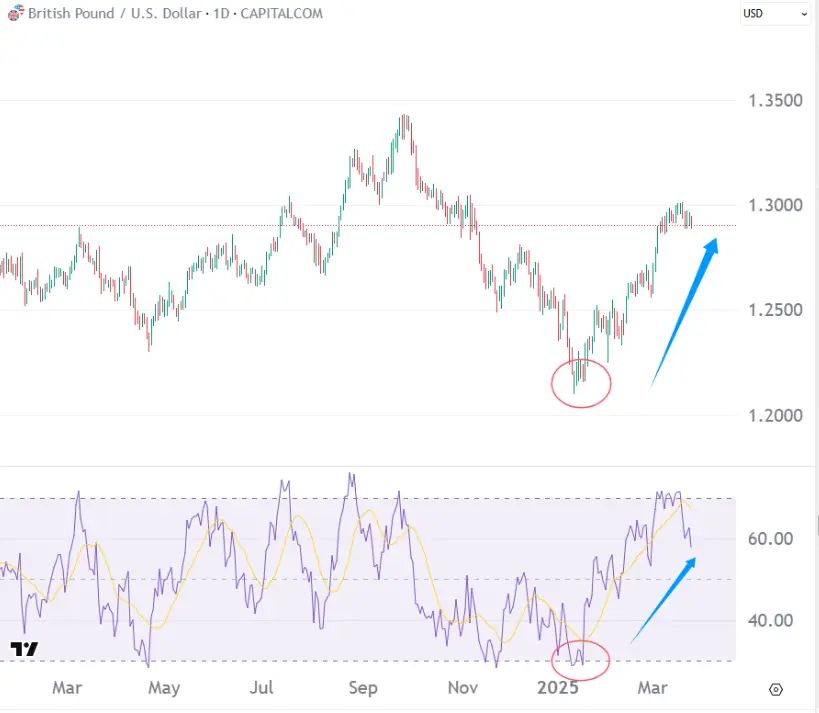 British Pound / U.S. Dollar · 1D · CAPITALCOM
USD
1.3500
1.3000
1.2500
1.2000
60.00
40.00
Mar May Jul Sep Nov 2025 Mar